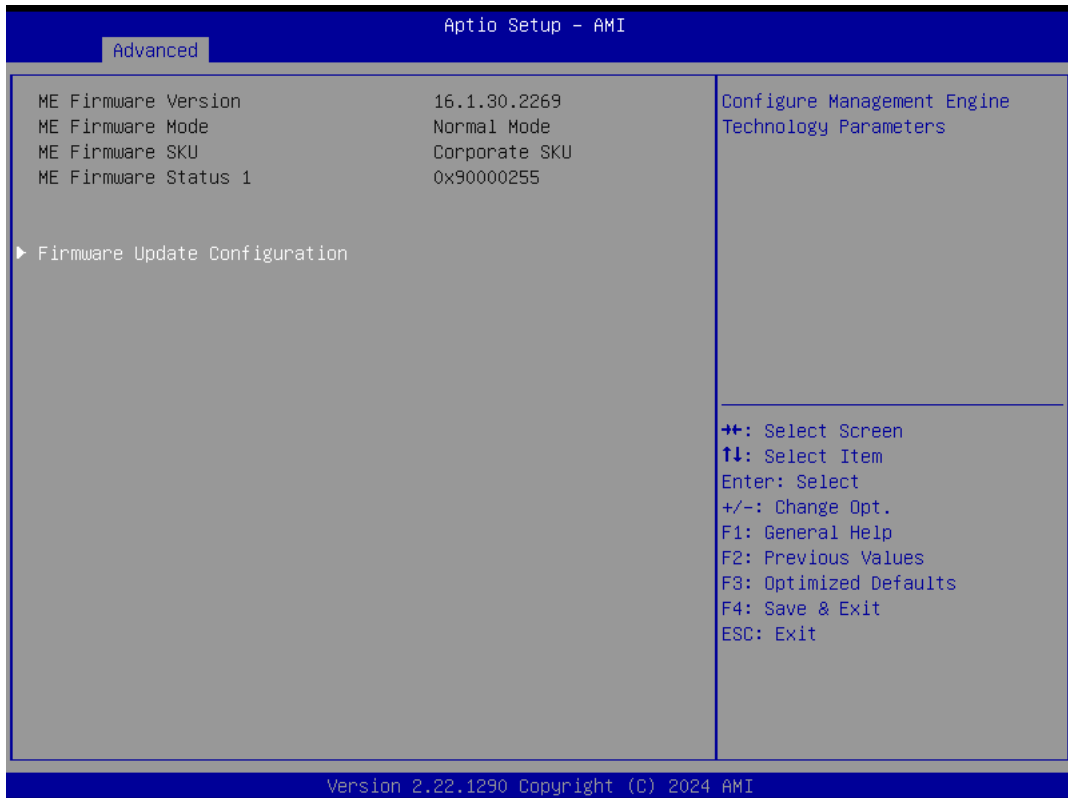 Aptio Setup – AMI
Advanced
ME Firmware Version 16.1.30.2269
ME Firmware Mode Normal Mode
ME Firmware SKU Corporate SKU
ME Firmware Status 1 0x90000255
▶ Firmware Update Configuration
Configure Management Engine
Technology Parameters
→←: Select Screen
↑↓: Select Item
Enter: Select
+/-: Change Opt.
F1: General Help
F2: Previous Values
F3: Optimized Defaults
F4: Save & Exit
ESC: Exit
Version 2.22.1290 Copyright (C) 2024 AMI